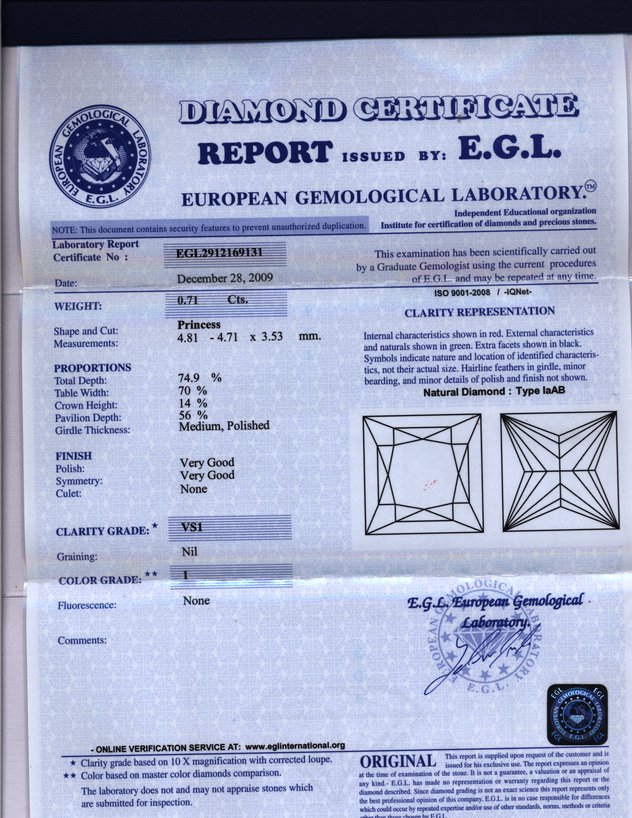 DIAMOND CERTIFICATE
REPORT ISSUED BY: E.G.L.
EUROPEAN GEMOLOGICAL LABORATORY.™
EUROPEAN GEMOLOGICAL LABORATORY
E.G.L.
Independent Educational organization
Institute for certification of diamonds and precious stones.
NOTE: This document contains security features to prevent unauthorized duplication.
Laboratory Report
Certificate No : EGL2912169131
Date: December 28, 2009
WEIGHT: 0.71 Cts.
Shape and Cut: Princess
Measurements: 4.81 - 4.71 x 3.53 mm.
PROPORTIONS
Total Depth: 74.9 %
Table Width: 70 %
Crown Height: 14 %
Pavilion Depth: 56 %
Girdle Thickness: Medium, Polished
FINISH
Polish: Very Good
Symmetry: Very Good
Culet: None
CLARITY GRADE: * VS1
Graining: Nil
COLOR GRADE: ** I
Fluorescence: None
Comments:
This examination has been scientifically carried out
by a Graduate Gemologist using the current procedures
of E.G.L. and may be repeated at any time.
ISO 9001-2008 / -IQNet-
CLARITY REPRESENTATION
Internal characteristics shown in red. External characteristics
and naturals shown in green. Extra facets shown in black.
Symbols indicate nature and location of identified characteris-
tics, not their actual size. Hairline feathers in girdle, minor
bearding, and minor details of polish and finish not shown.
Natural Diamond : Type IaAB
E.G.L. European Gemological
Laboratory.
EUROPEAN GEMOLOGICAL LABORATORY
E.G.L.
EGL EGL
EUROPEAN GEMOLOGICAL LABORATORY
EGL EGL
- ONLINE VERIFICATION SERVICE AT: www.eglinternational.org
* Clarity grade based on 10 X magnification with corrected loupe.
** Color based on master color diamonds comparison.
The laboratory does not and may not appraise stones which
are submitted for inspection.
ORIGINAL This report is supplied upon request of the customer and is
issued for his exclusive use. The report expresses an opinion
at the time of examination of the stone. It is not a guarantee, a valuation or an appraisal of
any kind.- E.G.L. has made no representation or warranty regarding this report or the
diamond described. Since diamond grading is not an exact science this report represents only
the best professional opinion of this company. E.G.L. is in no case responsible for differences
which could occur by repeated expertise and/or use of other standards, norms, methods or criteria
other than those chosen by E.G.L.